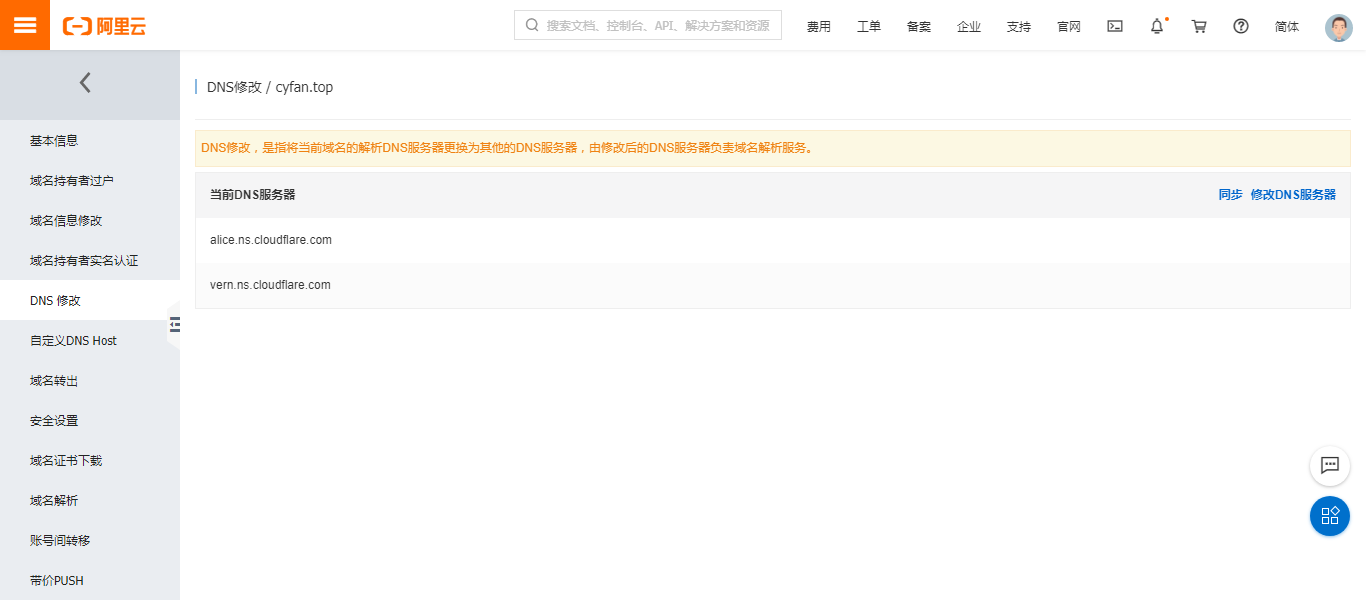 阿里云
搜索文档、控制台、API、解决方案和资源
费用
工单
备案
企业
支持
官网
简体
基本信息
域名持有者过户
域名信息修改
域名持有者实名认证
DNS 修改
自定义DNS Host
域名转出
安全设置
域名证书下载
域名解析
账号间转移
带价PUSH
DNS修改 / cyfan.top
DNS修改，是指将当前域名的解析DNS服务器更换为其他的DNS服务器，由修改后的DNS服务器负责域名解析服务。
当前DNS服务器
同步 修改DNS服务器
alice.ns.cloudflare.com
vern.ns.cloudflare.com